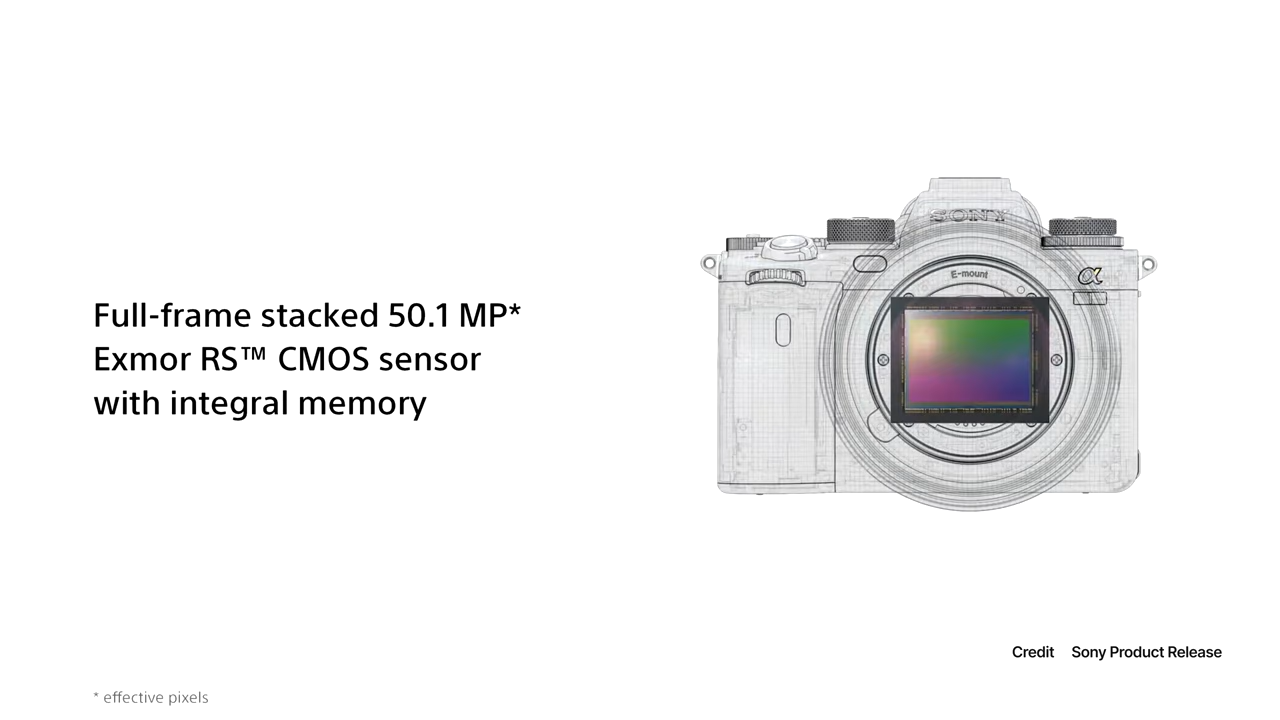 Full-frame stacked 50.1 MP*
Exmor RS™ CMOS sensor
with integral memory
SONY
α
E-mount
Credit Sony Product Release
* effective pixels